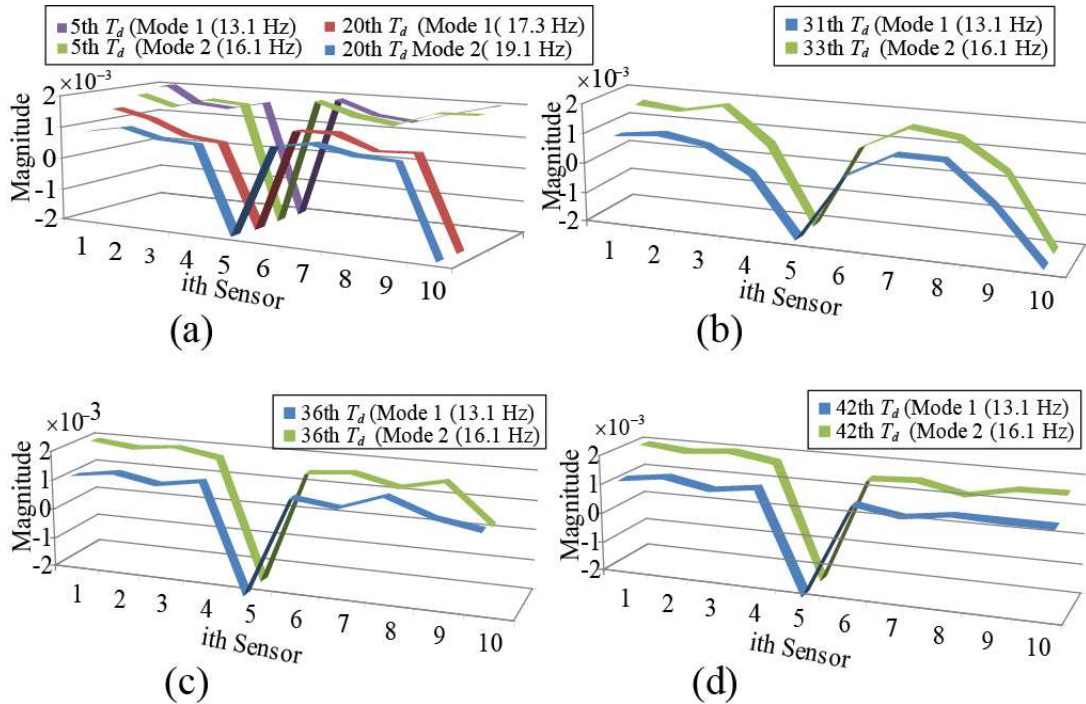 5th Td (Mode 1 (13.1 Hz) 20th Td (Mode 1( 17.3 Hz)
5th Td (Mode 2 (16.1 Hz) 20th Td Mode 2( 19.1 Hz)
×10⁻³
Magnitude
2
1
0
-1
-2
1 2 3 4 5 6 7 8 9 10
ith Sensor
(a)
31th Td (Mode 1 (13.1 Hz)
33th Td (Mode 2 (16.1 Hz)
×10⁻³
Magnitude
2
1
0
-1
-2
1 2 3 4 5 6 7 8 9 10
ith Sensor
(b)
36th Td (Mode 1 (13.1 Hz)
36th Td (Mode 2 (16.1 Hz)
×10⁻³
Magnitude
2
1
0
-1
-2
1 2 3 4 5 6 7 8 9 10
ith Sensor
(c)
42th Td (Mode 1 (13.1 Hz)
42th Td (Mode 2 (16.1 Hz)
×10⁻³
Magnitude
2
1
0
-1
-2
1 2 3 4 5 6 7 8 9 10
ith Sensor
(d)